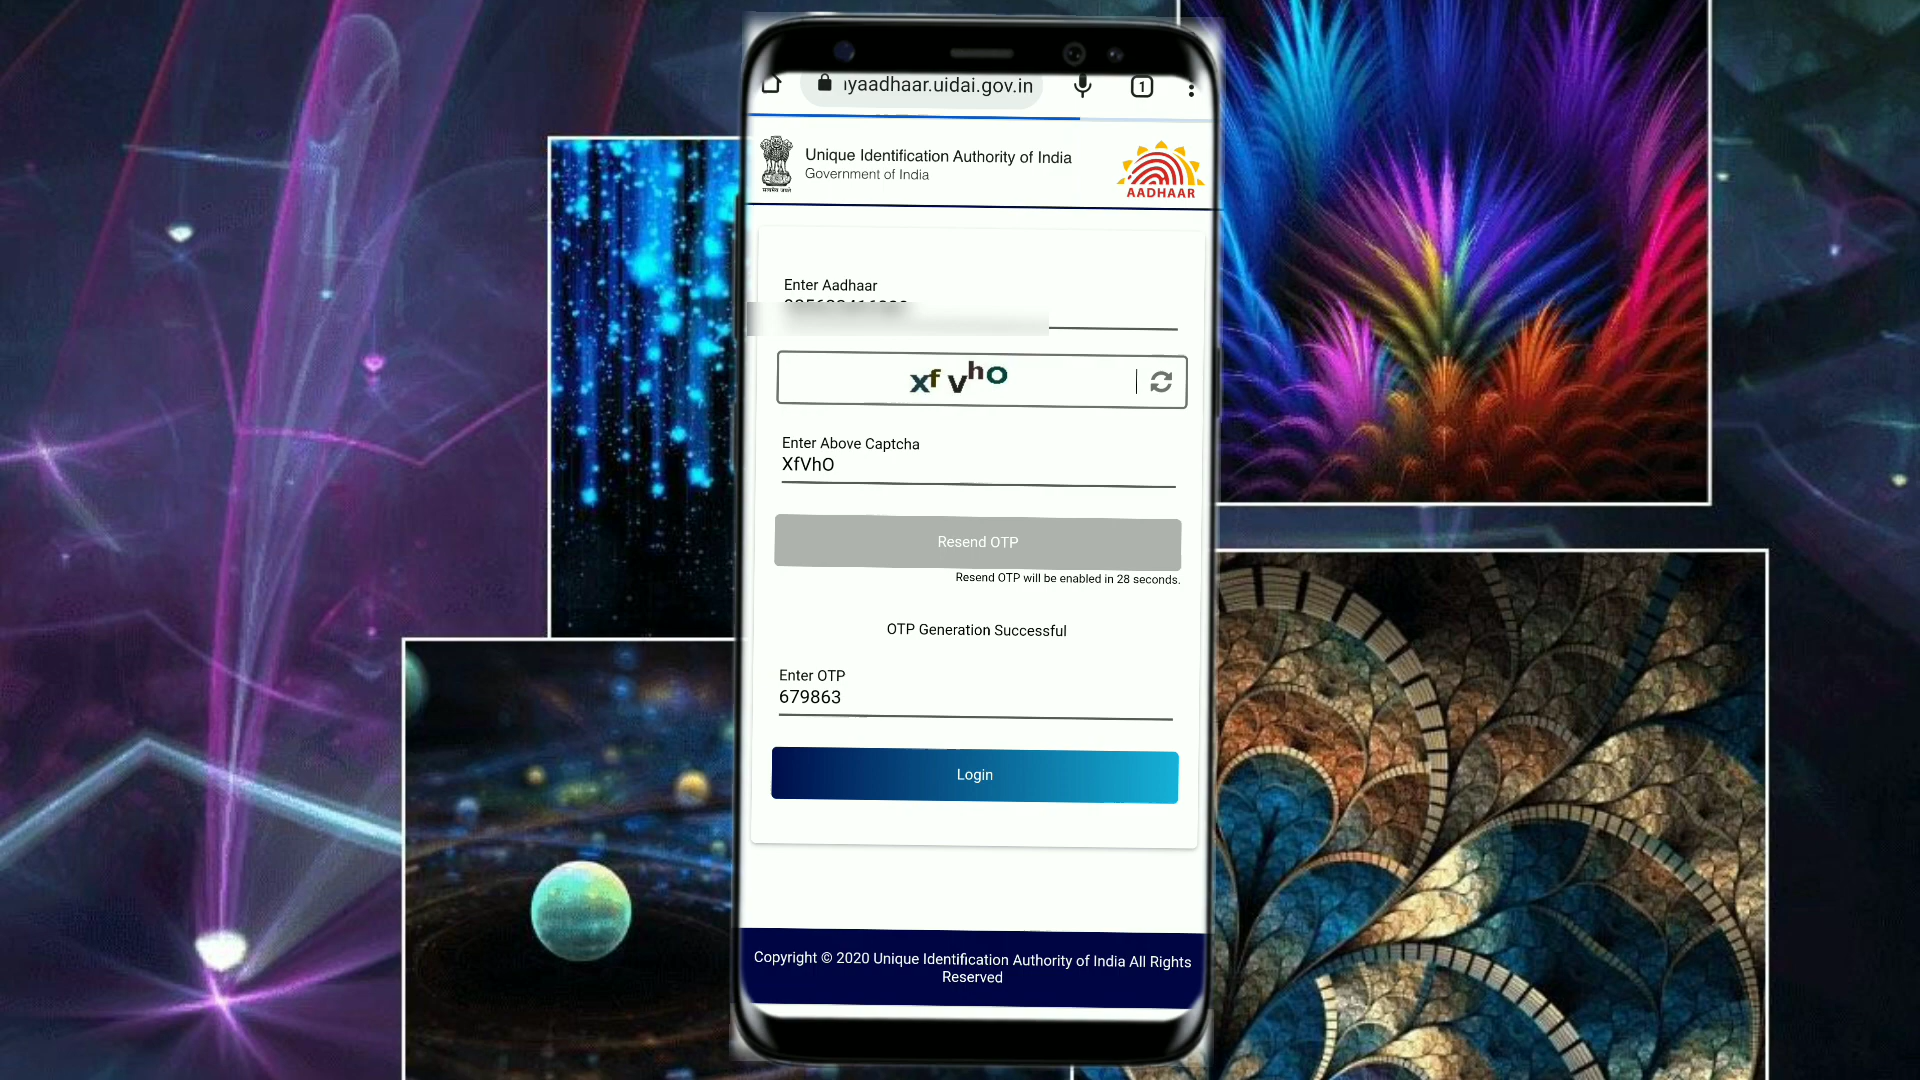 yaadhaar.uidai.gov.in
1
Unique Identification Authority of India
Government of India
AADHAAR
Enter Aadhaar
xf Vho
Enter Above Captcha
XfVhO
Resend OTP
Resend OTP will be enabled in 28 seconds.
OTP Generation Successful
Enter OTP
679863
Login
Copyright © 2020 Unique Identification Authority of India All Rights
Reserved